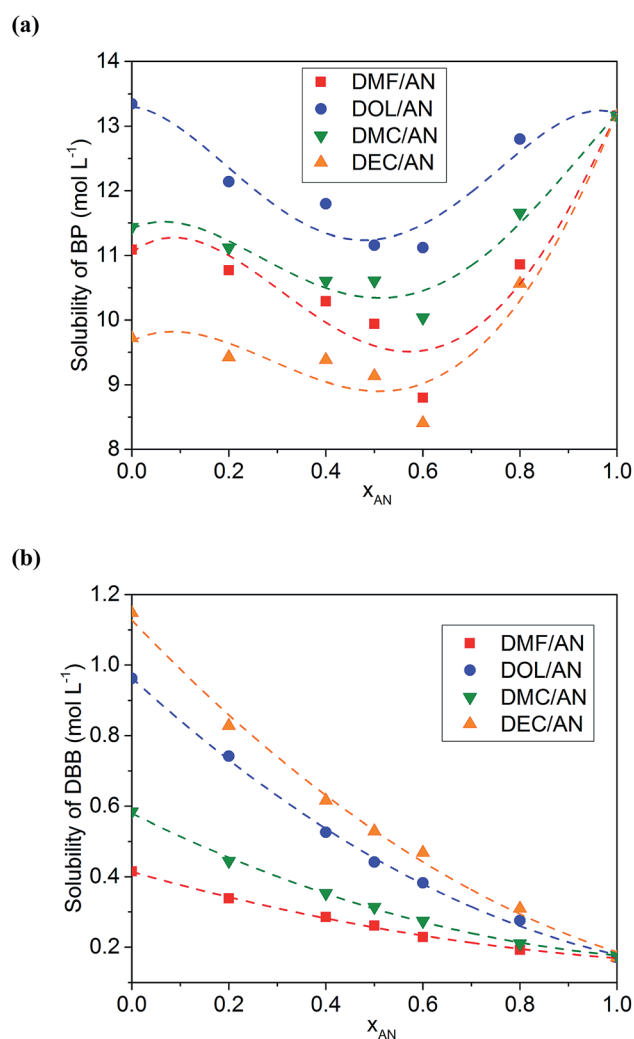 (a)
14
13
12
11
10
9
8
Solubility of BP (mol L⁻¹)
DMF/AN
DOL/AN
DMC/AN
DEC/AN
0.0 0.2 0.4 0.6 0.8 1.0
x_AN
(b)
1.2
1.0
0.8
0.6
0.4
0.2
Solubility of DBB (mol L⁻¹)
DMF/AN
DOL/AN
DMC/AN
DEC/AN
0.0 0.2 0.4 0.6 0.8 1.0
x_AN